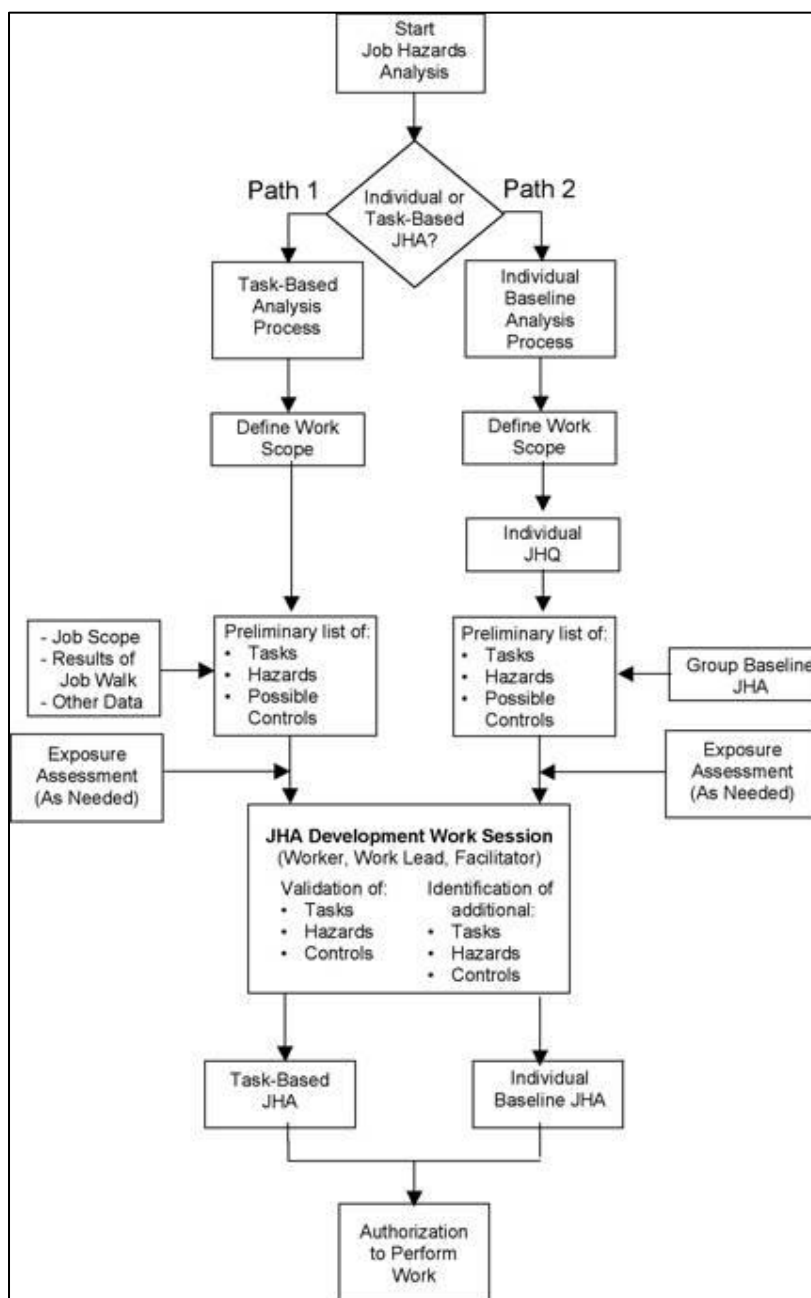 Start
Job Hazards
Analysis
Path 1
Individual or
Task-Based
JHA?
Path 2
Task-Based
Analysis
Process
Individual
Baseline
Analysis
Process
Define Work
Scope
Define Work
Scope
Individual
JHQ
- Job Scope
- Results of
Job Walk
- Other Data
Preliminary list of:
• Tasks
• Hazards
• Possible
Controls
Preliminary list of:
• Tasks
• Hazards
• Possible
Controls
Group Baseline
JHA
Exposure
Assessment
(As Needed)
Exposure
Assessment
(As Needed)
JHA Development Work Session
(Worker, Work Lead, Facilitator)
Validation of:
• Tasks
• Hazards
• Controls
Identification of
additional:
• Tasks
• Hazards
• Controls
Task-Based
JHA
Individual
Baseline JHA
Authorization
to Perform
Work